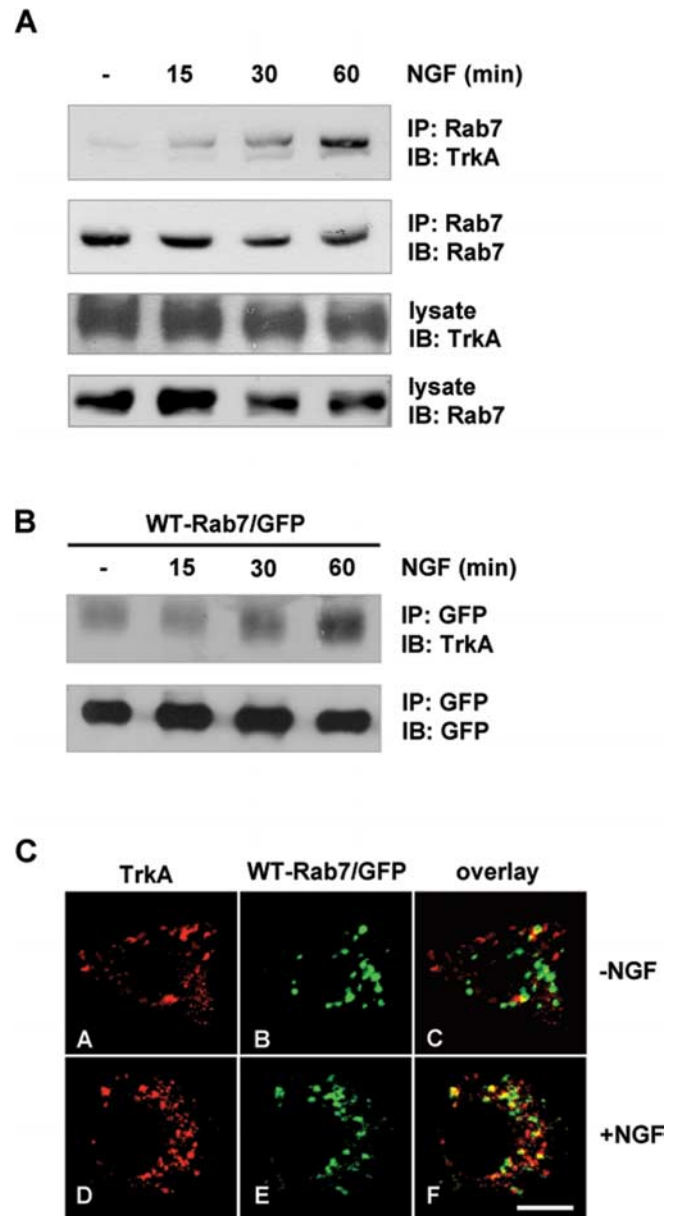 A
- 15 30 60 NGF (min)
IP: Rab7
IB: TrkA
IP: Rab7
IB: Rab7
lysate
IB: TrkA
lysate
IB: Rab7
B
WT-Rab7/GFP
- 15 30 60 NGF (min)
IP: GFP
IB: TrkA
IP: GFP
IB: GFP
C
TrkA WT-Rab7/GFP overlay
A B C -NGF
D E F +NGF